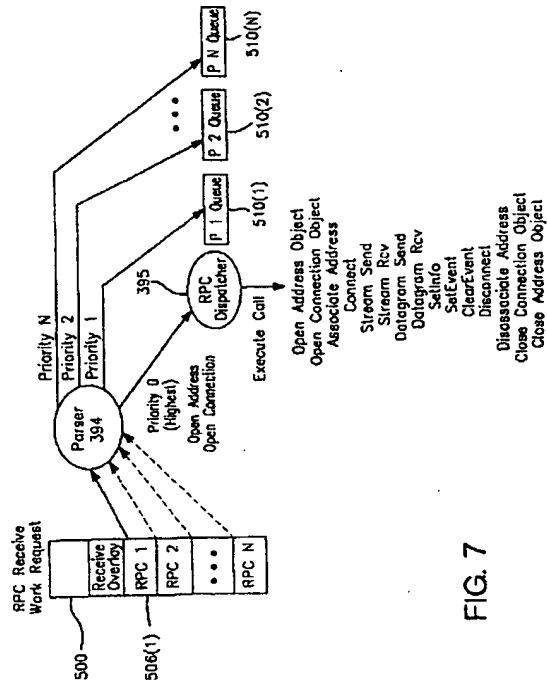 RPC Receive
Work Request
500
Receive
Overlay
RPC 1
RPC 2
•••
RPC N
506(1)
Parser
394
Priority N
Priority 2
Priority 1
Priority 0
(Highest)
Open Address
Open Connection
395
RPC
Dispatcher
P 1 Queue
510(1)
P 2 Queue
510(2)
•••
P N Queue
510(N)
Execute Call
Open Address Object
Open Connection Object
Associate Address
Connect
Stream Send
Stream Rcv
Datagram Send
Datagram Rcv
SetInfo
SetEvent
ClearEvent
Disconnect
Disassociate Address
Close Connection Object
Close Address Object
FIG. 7